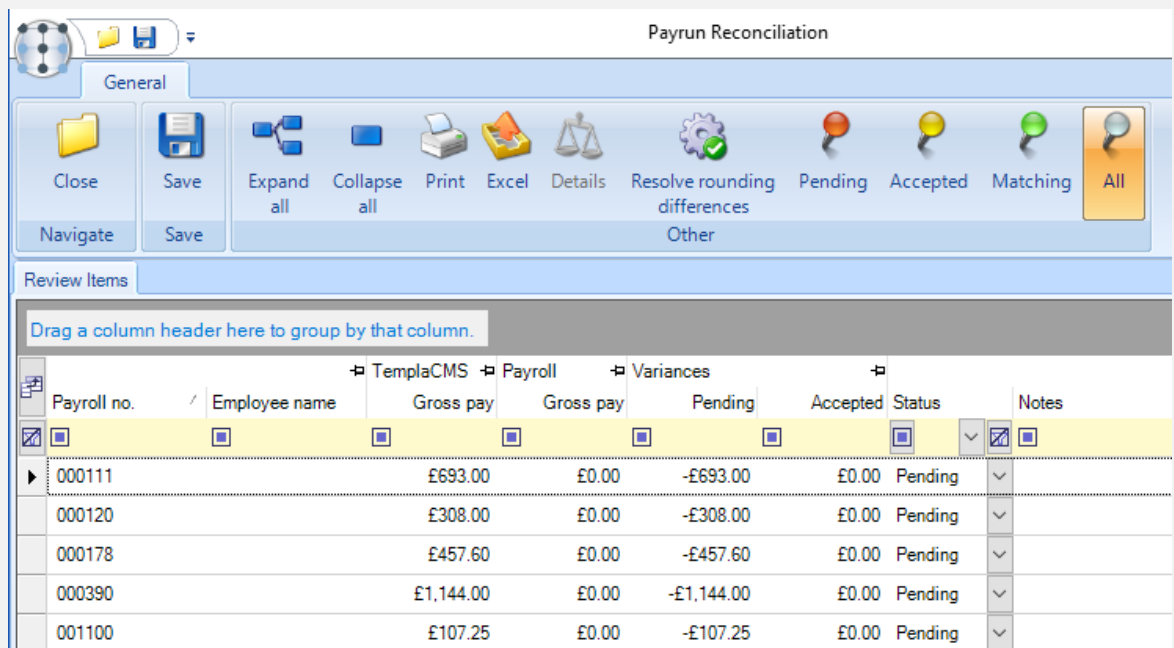 Payrun Reconciliation
General
Close
Save
Expand all
Collapse all
Print
Excel
Details
Resolve rounding differences
Pending
Accepted
Matching
All
Navigate
Save
Other
Review Items
Drag a column header here to group by that column.
TemplaCMS Payroll Variances
Payroll no. Employee name Gross pay Gross pay Pending Accepted Status Notes
000111 £693.00 £0.00 -£693.00 £0.00 Pending
000120 £308.00 £0.00 -£308.00 £0.00 Pending
000178 £457.60 £0.00 -£457.60 £0.00 Pending
000390 £1,144.00 £0.00 -£1,144.00 £0.00 Pending
001100 £107.25 £0.00 -£107.25 £0.00 Pending